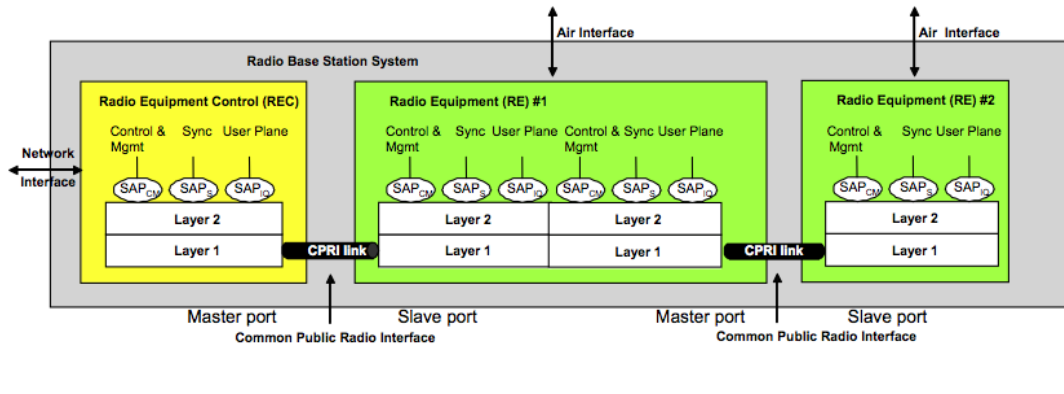 Air Interface
Air Interface
Radio Base Station System
Radio Equipment Control (REC)
Radio Equipment (RE) #1
Radio Equipment (RE) #2
Control & Mgmt
Sync
User Plane
Control & Mgmt
Sync
User Plane
Control & Mgmt
Sync
User Plane
Control & Mgmt
Sync
User Plane
Network
Interface
SAPCM
SAPS
SAPIQ
SAPCM
SAPS
SAPIQ
SAPCM
SAPS
SAPIQ
SAPCM
SAPS
SAPIQ
Layer 2
Layer 2
Layer 2
Layer 2
Layer 1
CPRI link
Layer 1
Layer 1
CPRI link
Layer 1
Master port
Slave port
Master port
Slave port
Common Public Radio Interface
Common Public Radio Interface